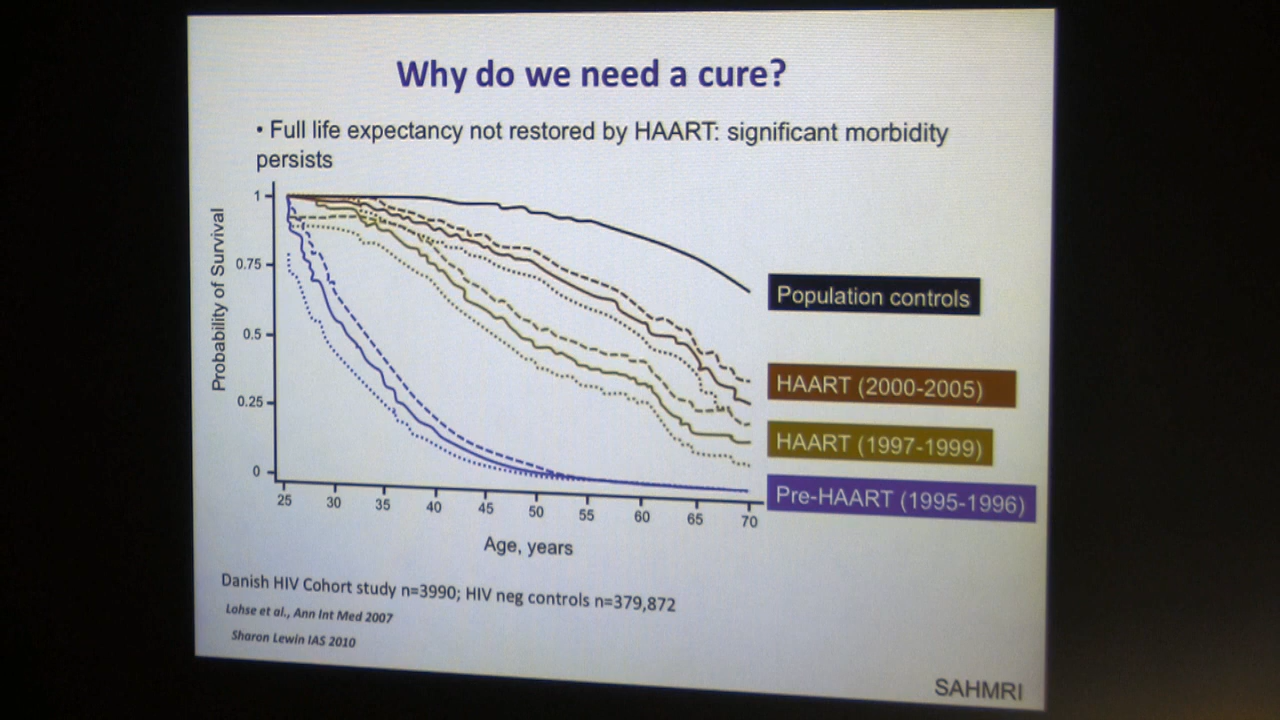 Why do we need a cure?
• Full life expectancy not restored by HAART: significant morbidity
persists
Probability of Survival
1
0.75
0.5
0.25
0
25 30 35 40 45 50 55 60 65 70
Age, years
Population controls
HAART (2000-2005)
HAART (1997-1999)
Pre-HAART (1995-1996)
Danish HIV Cohort study n=3990; HIV neg controls n=379,872
Lohse et al., Ann Int Med 2007
Sharon Lewin IAS 2010
SAHMRI